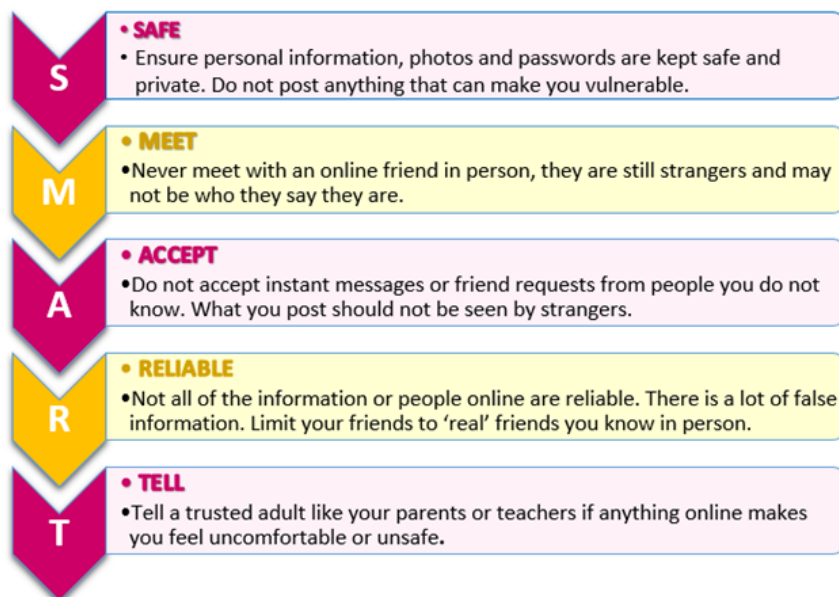 S
• SAFE
• Ensure personal information, photos and passwords are kept safe and
private. Do not post anything that can make you vulnerable.
M
• MEET
•Never meet with an online friend in person, they are still strangers and may
not be who they say they are.
A
• ACCEPT
•Do not accept instant messages or friend requests from people you do not
know. What you post should not be seen by strangers.
R
• RELIABLE
•Not all of the information or people online are reliable. There is a lot of false
information. Limit your friends to ‘real’ friends you know in person.
T
• TELL
•Tell a trusted adult like your parents or teachers if anything online makes
you feel uncomfortable or unsafe.